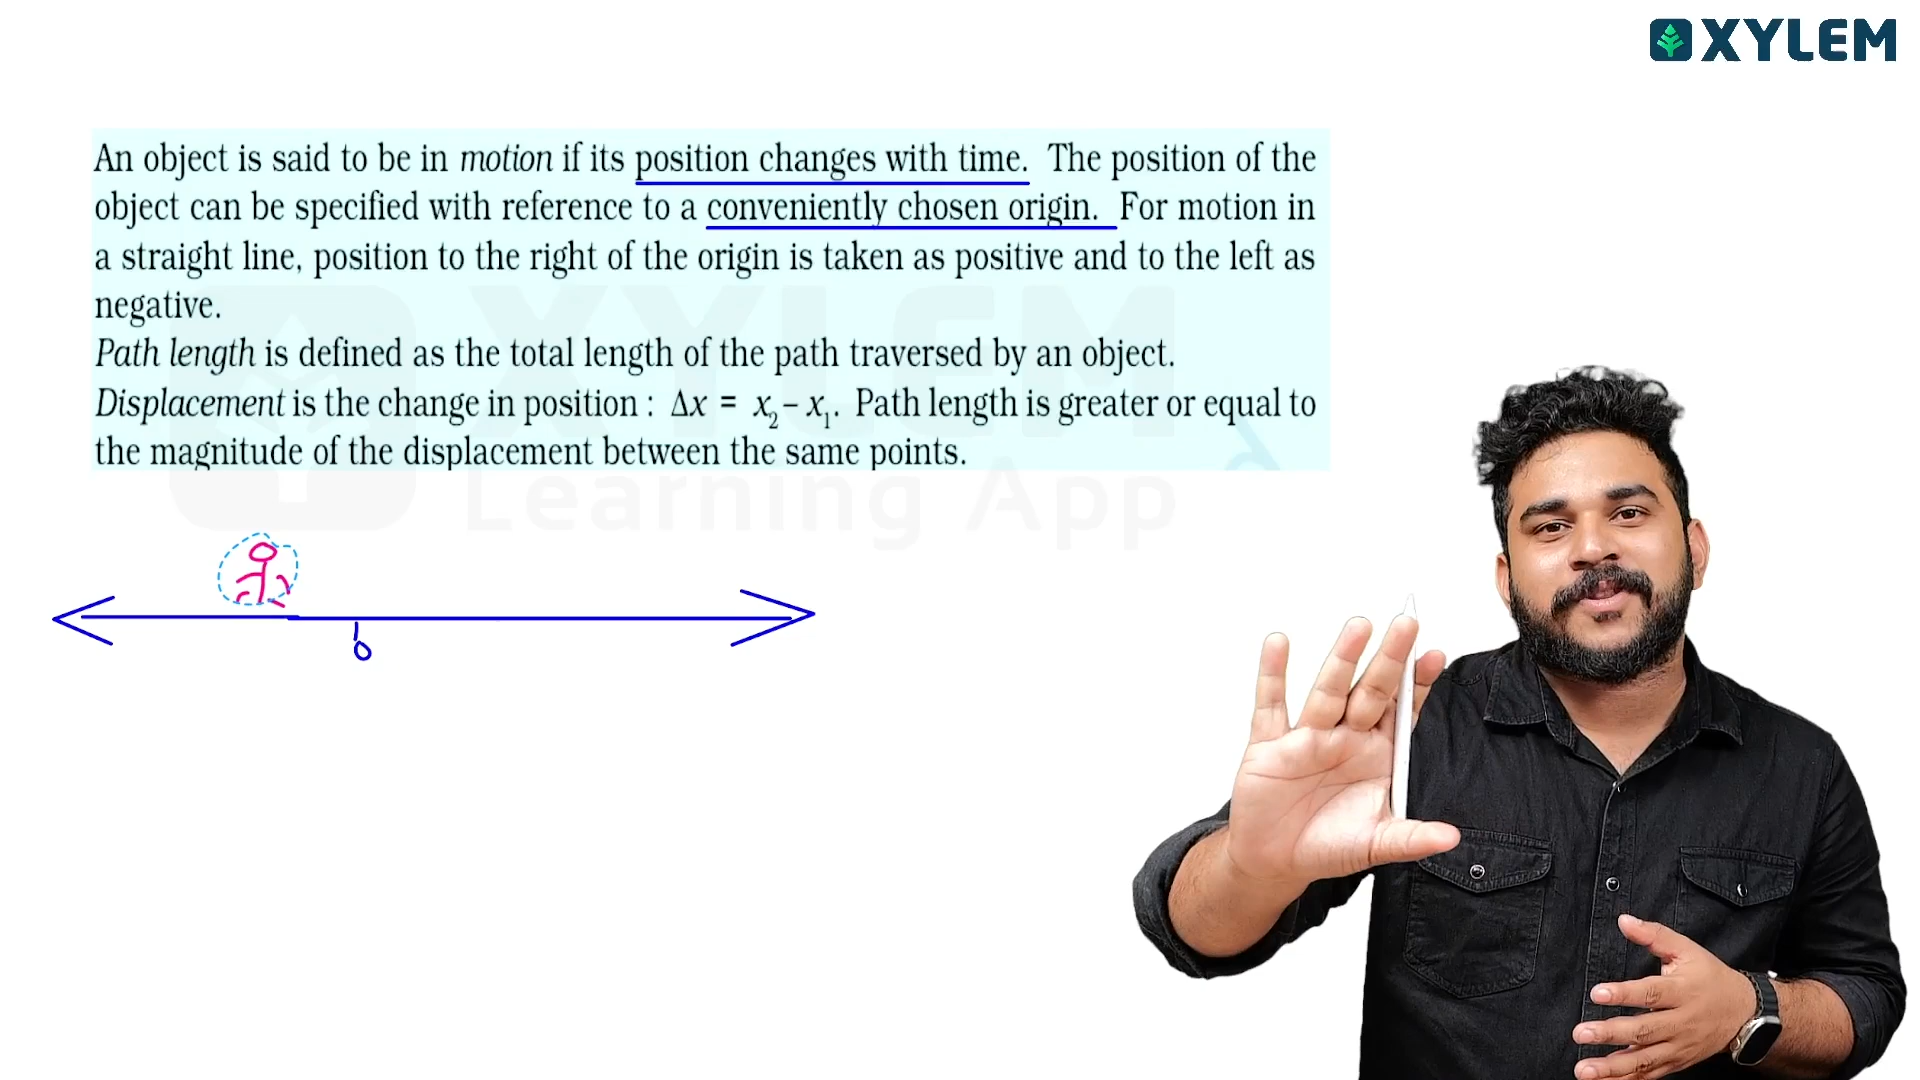 XYLEM
An object is said to be in motion if its position changes with time. The position of the
object can be specified with reference to a conveniently chosen origin. For motion in
a straight line, position to the right of the origin is taken as positive and to the left as
negative.
Path length is defined as the total length of the path traversed by an object.
Displacement is the change in position : Δx = x₂ – x₁. Path length is greater or equal to
the magnitude of the displacement between the same points.
XYLEM
Learning App
0